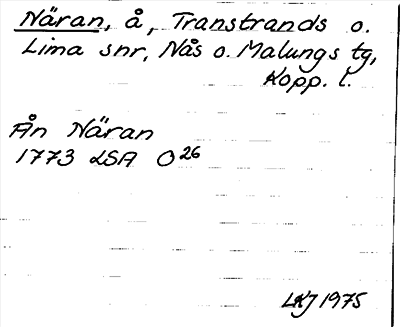 Näran, å, Transtrands o.
Lima snr, Nås o. Malungs tg,
Kopp. l.
Ån Näran
1773 LSA O26
LKJ 1975